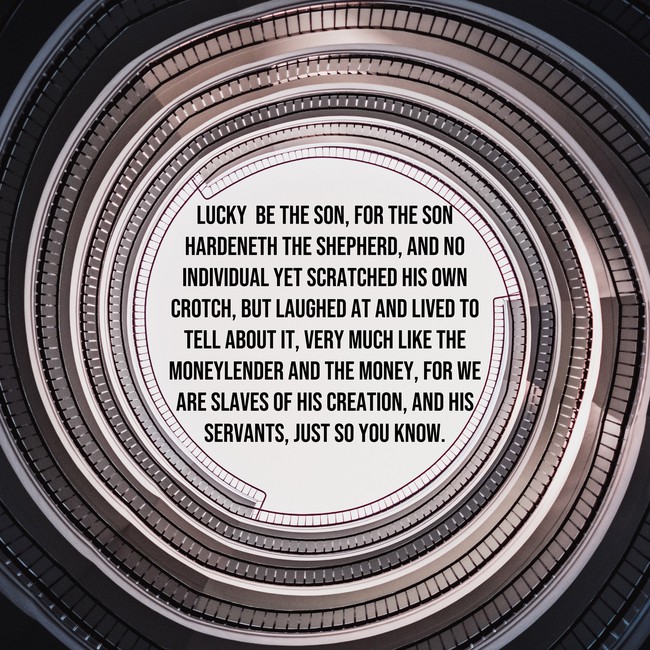 LUCKY  BE THE SON, FOR THE SON
HARDENETH THE SHEPHERD, AND NO
INDIVIDUAL YET SCRATCHED HIS OWN
CROTCH, BUT LAUGHED AT AND LIVED TO
TELL ABOUT IT, VERY MUCH LIKE THE
MONEYLENDER AND THE MONEY, FOR WE
ARE SLAVES OF HIS CREATION, AND HIS
SERVANTS, JUST SO YOU KNOW.